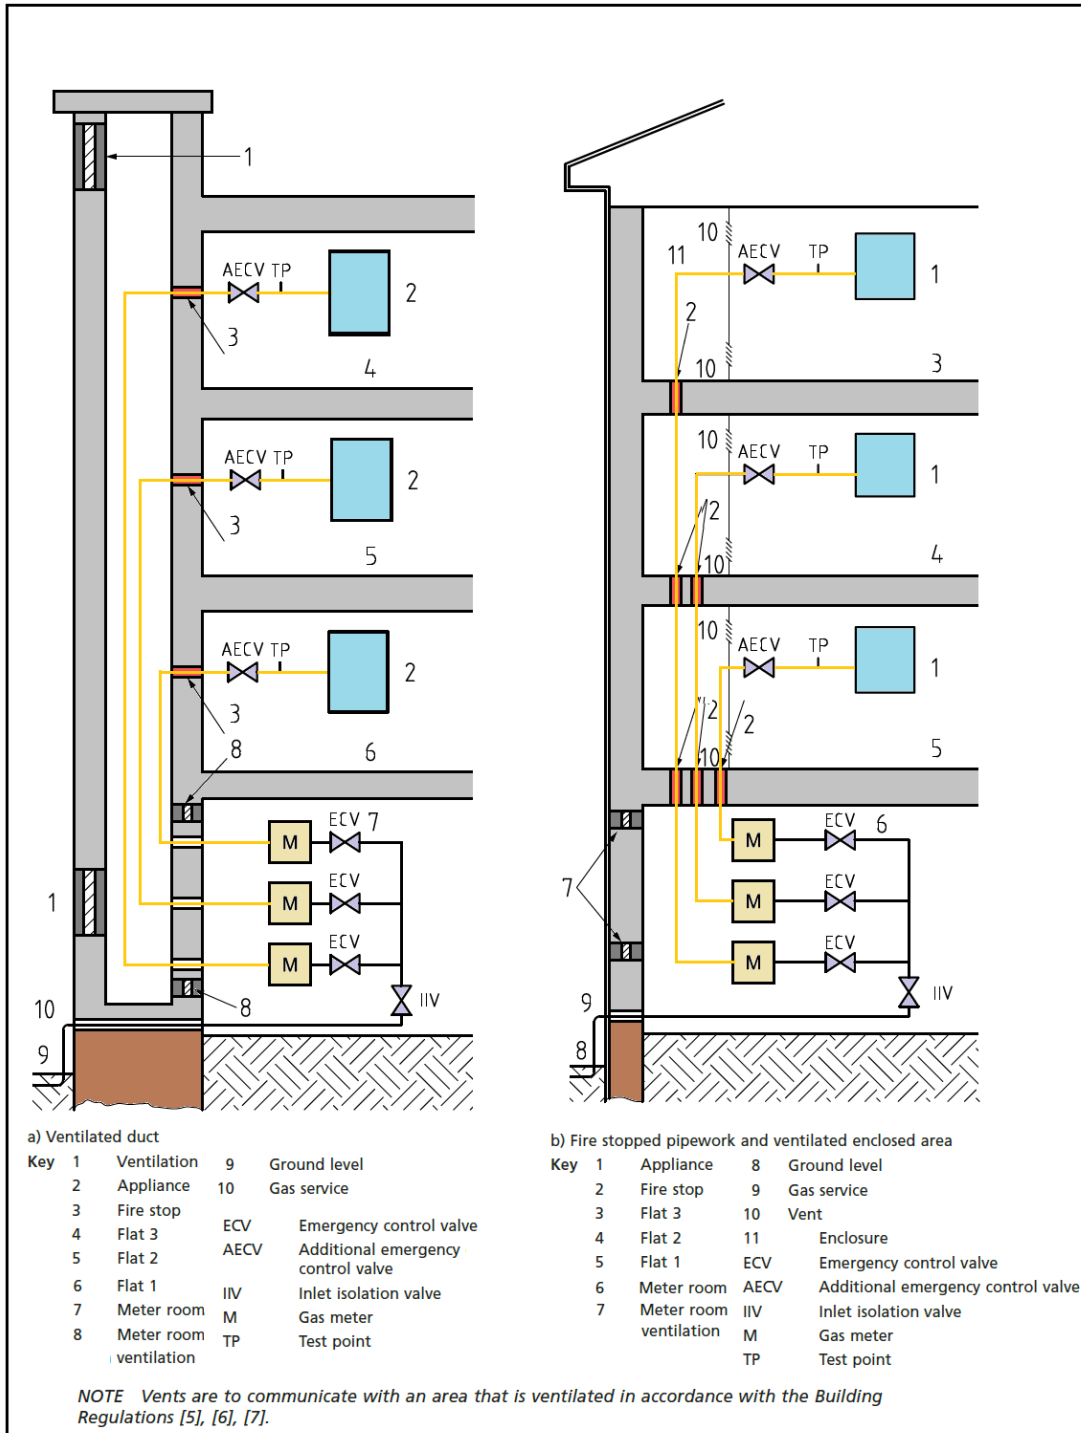 1
AECV TP
2
3
4
AECV TP
2
3
5
AECV TP
2
3
8
6
ECV 7
M
1
ECV
M
ECV
M
8
IIV
10
9
10
11
AECV
TP
1
2
10
3
10
AECV
TP
1
2
10
4
10
AECV
TP
1
2
2
10
5
ECV
6
M
7
ECV
M
ECV
M
IIV
9
8
a) Ventilated duct
Key 1 Ventilation 9 Ground level
2 Appliance 10 Gas service
3 Fire stop
4 Flat 3 ECV Emergency control valve
5 Flat 2 AECV Additional emergency
control valve
6 Flat 1 IIV Inlet isolation valve
7 Meter room M Gas meter
8 Meter room TP Test point
ventilation
b) Fire stopped pipework and ventilated enclosed area
Key 1 Appliance 8 Ground level
2 Fire stop 9 Gas service
3 Flat 3 10 Vent
4 Flat 2 11 Enclosure
5 Flat 1 ECV Emergency control valve
6 Meter room AECV Additional emergency control valve
7 Meter room IIV Inlet isolation valve
ventilation M Gas meter
TP Test point
NOTE Vents are to communicate with an area that is ventilated in accordance with the Building
Regulations [5], [6], [7].